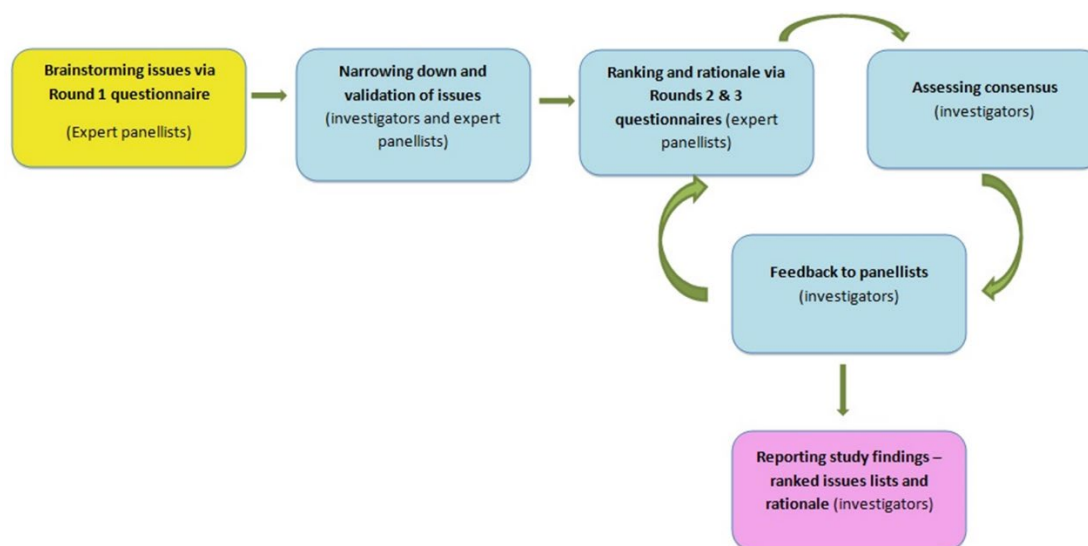 Brainstorming issues via
Round 1 questionnaire
(Expert panellists)
Narrowing down and
validation of issues
(investigators and expert
panellists)
Ranking and rationale via
Rounds 2 & 3
questionnaires (expert
panellists)
Assessing consensus
(investigators)
Feedback to panellists
(investigators)
Reporting study findings –
ranked issues lists and
rationale (investigators)